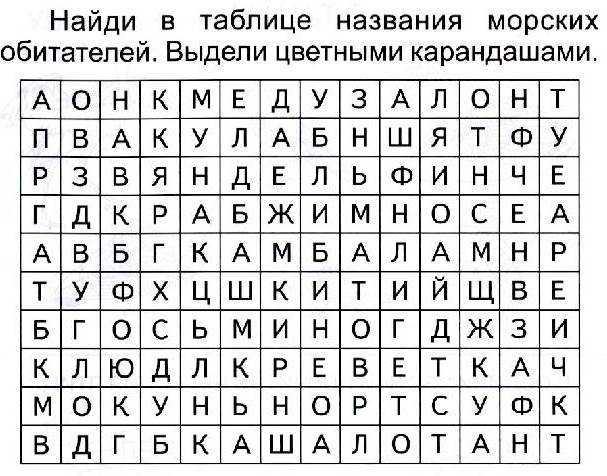 Найди в таблице названия морских
обитателей. Выдели цветными карандашами.
А О Н К М Е Д У З А Л О Н Т
П В А К У Л А Б Н Ш Я Т Ф У
Р З В Я Н Д Е Л Ь Ф И Н Ч Е
Г Д К Р А Б Ж И М Н О С Е А
А В Б Г К А М Б А Л А М Н Р
Т У Ф Х Ц Ш К И Т И Й Щ В Е
Б Г О С Ь М И Н О Г Д Ж З И
К Л Ю Д Л К Р Е В Е Т К А Ч
М О К У Н Ь Н О Р Т С У Ф К
В Д Г Б К А Ш А Л О Т А Н Т